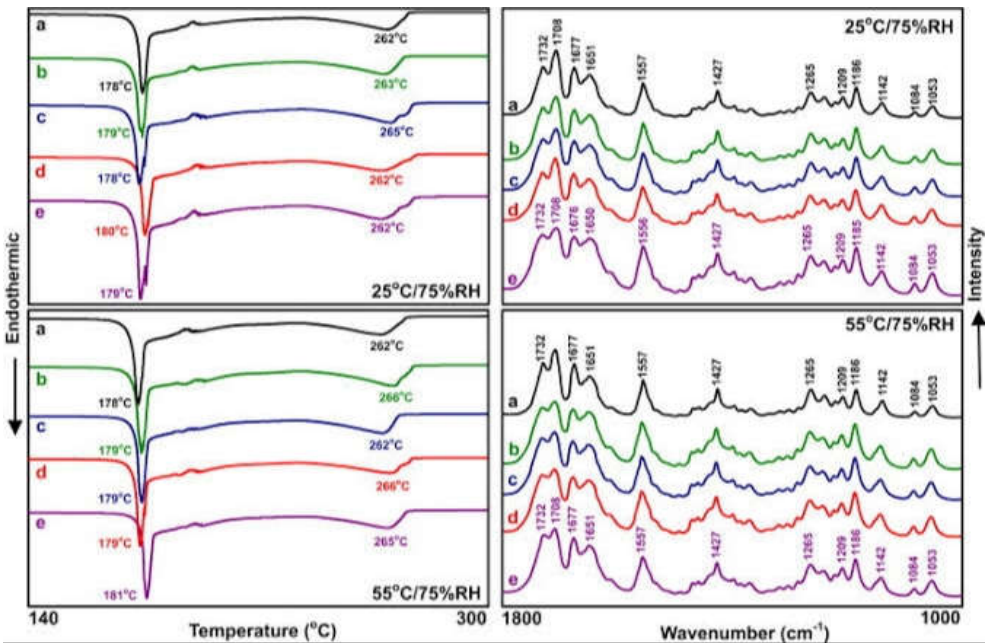 Endothermic
a
262°C
178°C
b
263°C
179°C
c
265°C
178°C
d
262°C
180°C
e
262°C
179°C
25°C/75%RH
a
262°C
178°C
b
266°C
179°C
c
262°C
179°C
d
266°C
179°C
e
265°C
181°C
55°C/75%RH
140 Temperature (°C) 300
25°C/75%RH
1732 1708 1677 1651 1557 1427 1265 1209 1186 1142 1084 1053
a
b
c
d
1732 1708 1676 1650 1556 1427 1265 1209 1185 1142 1084 1053
e
55°C/75%RH
1732 1677 1651 1557 1427 1265 1209 1186 1142 1084 1053
a
b
c
d
1732 1708 1677 1651 1557 1427 1265 1209 1186 1142 1084 1053
e
1800 Wavenumber (cm⁻¹) 1000
Intensity